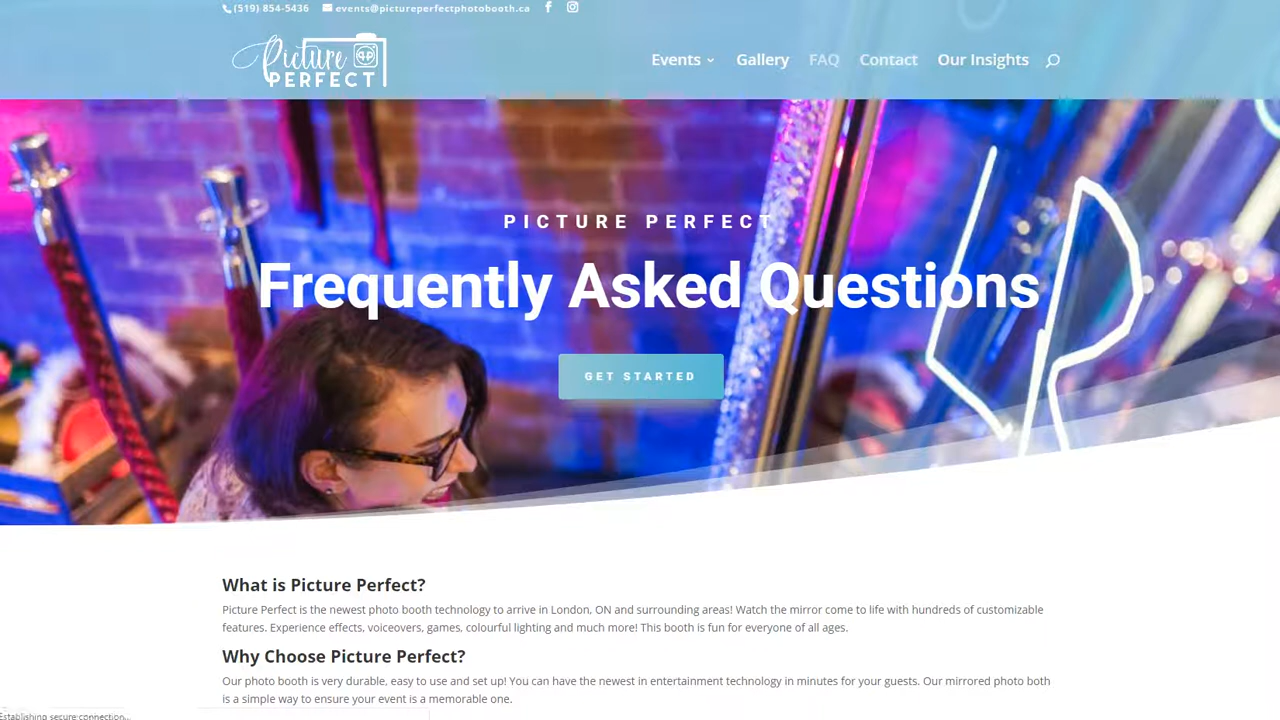 (519) 854-5436 events@pictureperfectphotobooth.ca
Picture
PERFECT
Events Gallery FAQ Contact Our Insights
PICTURE PERFECT
Frequently Asked Questions
GET STARTED
What is Picture Perfect?
Picture Perfect is the newest photo booth technology to arrive in London, ON and surrounding areas! Watch the mirror come to life with hundreds of customizable
features. Experience effects, voiceovers, games, colourful lighting and much more! This booth is fun for everyone of all ages.
Why Choose Picture Perfect?
Our photo booth is very durable, easy to use and set up! You can have the newest in entertainment technology in minutes for your guests. Our mirrored photo both
is a simple way to ensure your event is a memorable one.
Establishing secure connection...